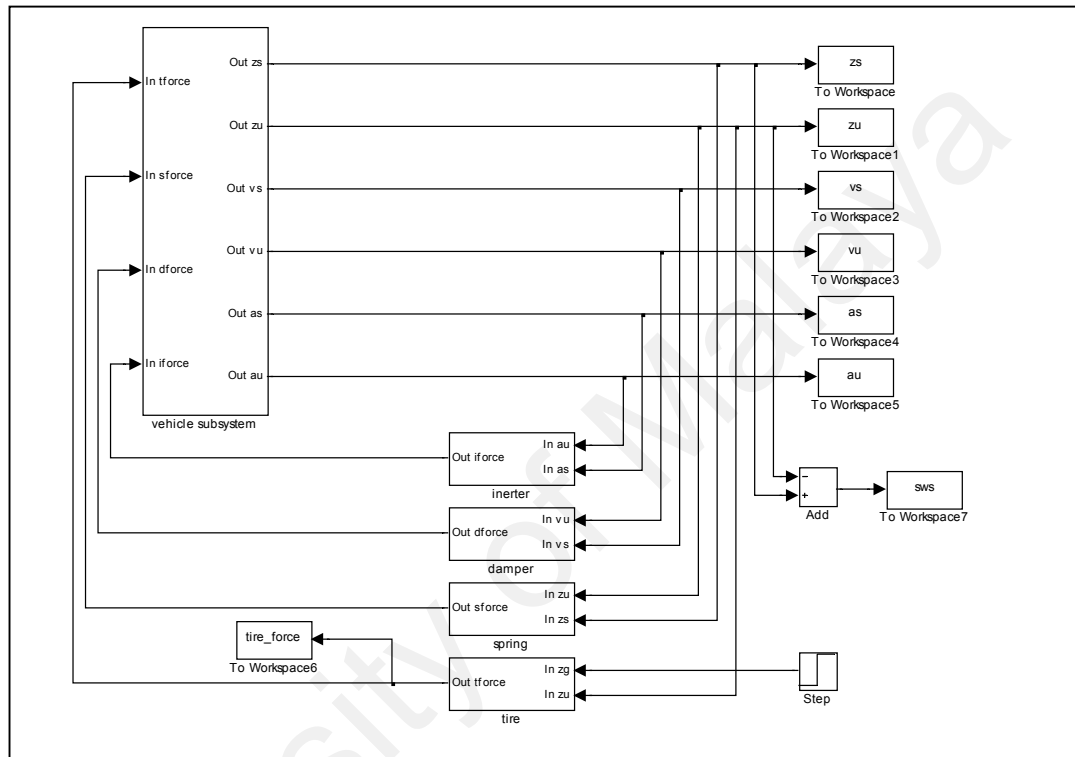 In tforce
In sforce
In dforce
In iforce
Out zs
Out zu
Out vs
Out vu
Out as
Out au
vehicle subsystem
zs
To Workspace
zu
To Workspace1
vs
To Workspace2
vu
To Workspace3
as
To Workspace4
au
To Workspace5
Out iforce
In au
In as
inerter
−
+
Add
sws
To Workspace7
Out dforce
In vu
In vs
damper
Out sforce
In zu
In zs
spring
tire_force
To Workspace6
Out tforce
In zg
In zu
tire
Step
sity of Malaya